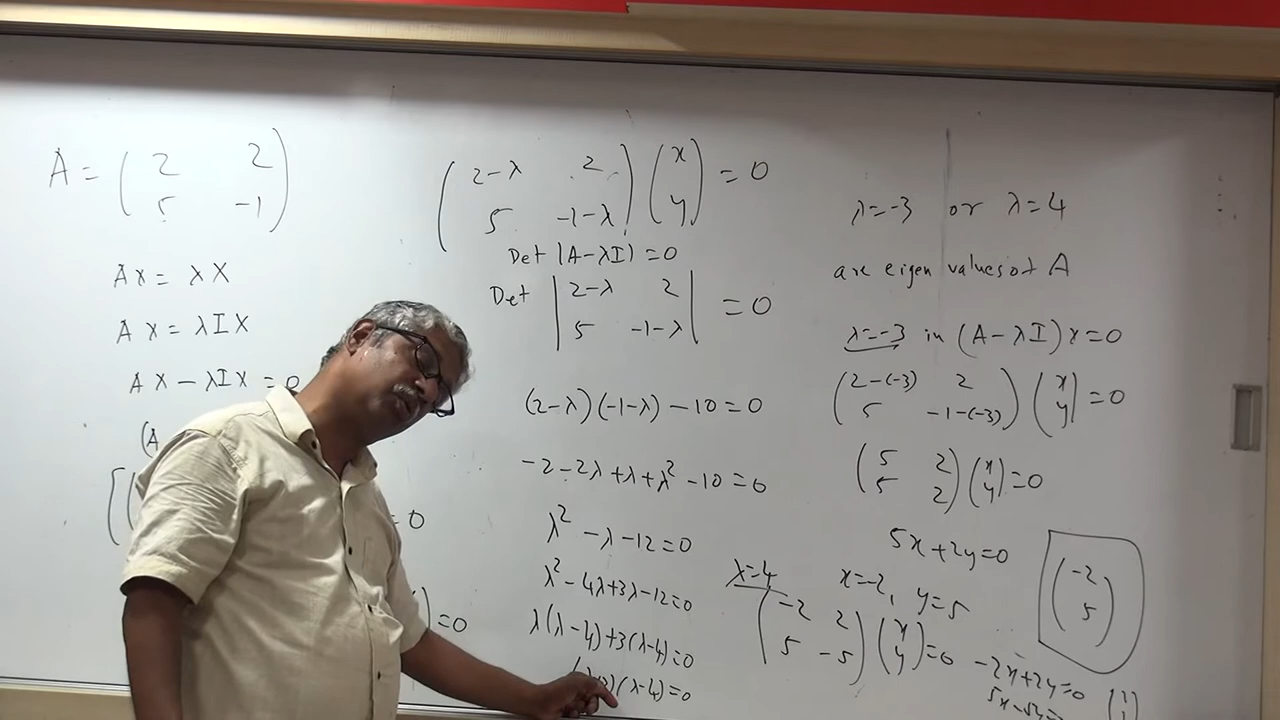 A = ( 2 2
5 -1 )
Ax = λX
Ax = λIX
AX - λIX = 0
(A
= 0
) = 0
( 2-λ 2
5 -1-λ ) ( x
y ) = 0
Det |A-λI| = 0
Det | 2-λ 2
5 -1-λ | = 0
(2-λ)(-1-λ) - 10 = 0
-2-2λ+λ+λ² -10 = 0
λ² - λ - 12 = 0
λ² - 4λ + 3λ - 12 = 0
λ(λ-4) + 3(λ-4) = 0
(λ-4) = 0
λ = -3 or λ = 4
are eigen values of A
λ = -3 in (A-λI)x = 0
( 2-(-3) 2
5 -1-(-3) ) ( x
y ) = 0
( 5 2
5 2 ) ( x
y ) = 0
5x + 2y = 0
x = -2, y = 5
( -2
5 )
λ = 4
( -2 2
5 -5 ) ( x
y ) = 0
-2x + 2y = 0